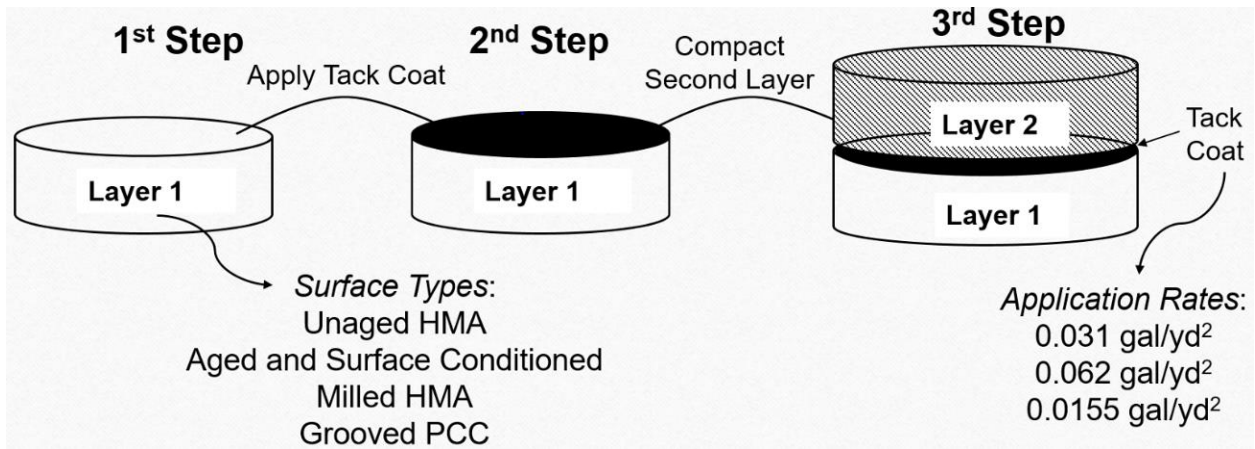 1st Step
Apply Tack Coat
2nd Step
Compact
Second Layer
3rd Step
Layer 1
Layer 1
Layer 2
Layer 1
Tack
Coat
Surface Types:
Unaged HMA
Aged and Surface Conditioned
Milled HMA
Grooved PCC
Application Rates:
0.031 gal/yd²
0.062 gal/yd²
0.0155 gal/yd²